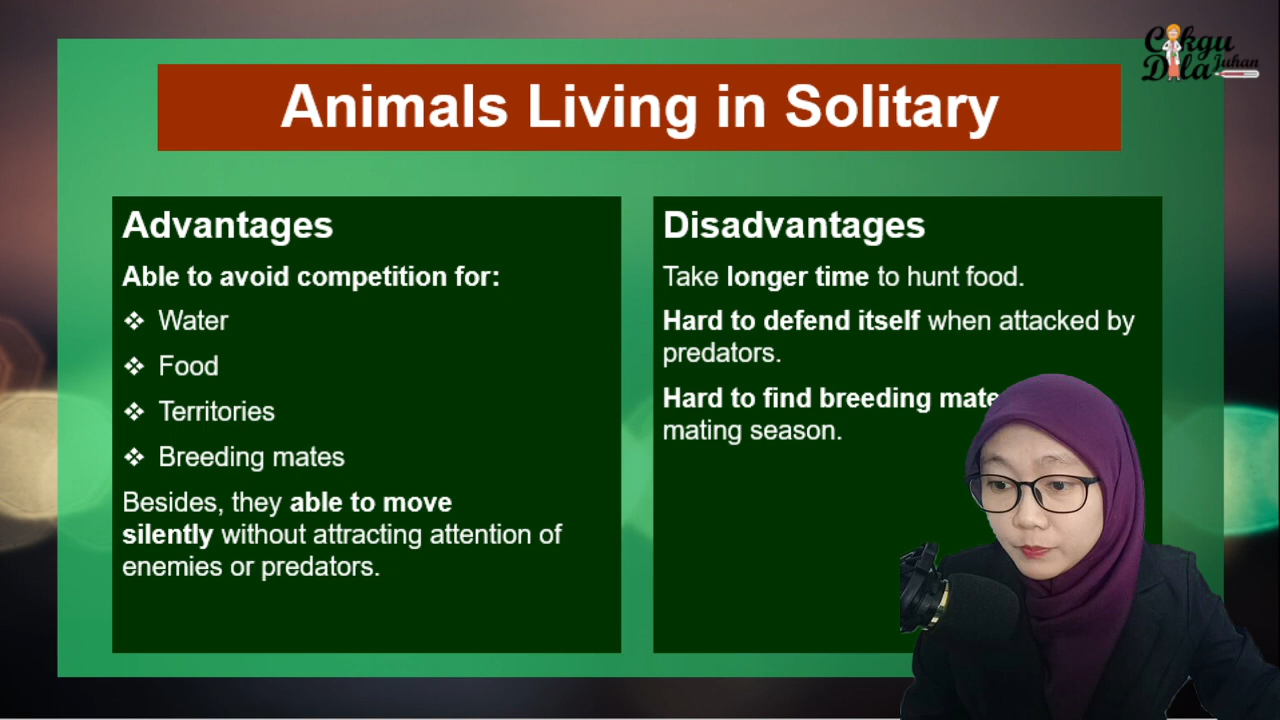 Cikgu
Dila Juhan
Animals Living in Solitary
Advantages
Able to avoid competition for:
❖ Water
❖ Food
❖ Territories
❖ Breeding mates
Besides, they able to move
silently without attracting attention of
enemies or predators.
Disadvantages
Take longer time to hunt food.
Hard to defend itself when attacked by
predators.
Hard to find breeding mate
mating season.